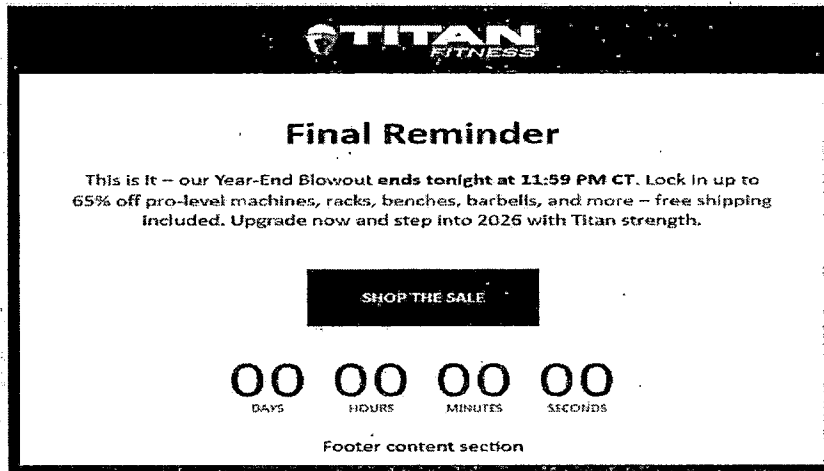 TITAN
FITNESS
Final Reminder
This is it – our Year-End Blowout ends tonight at 11:59 PM CT. Lock in up to
65% off pro-level machines, racks, benches, barbells, and more – free shipping
included. Upgrade now and step into 2026 with Titan strength.
SHOP THE SALE
00 00 00 00
DAYS HOURS MINUTES SECONDS
Footer content section